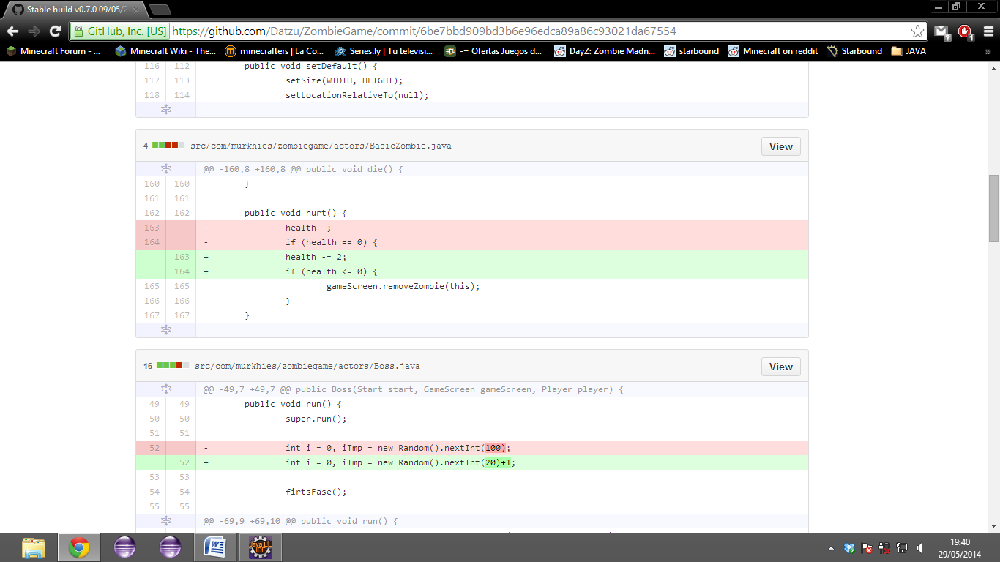 Stable build v0.7.0 09/05/2
GitHub, Inc. [US] https://github.com/Datzu/ZombieGame/commit/6be7bbd909bd3b6e96edca89a86c93021da67554
Minecraft Forum - ... Minecraft Wiki - The... minecrafters | La Co... Series.ly | Tu televisi... -= Ofertas Juegos d... DayZ: Zombie Madn... starbound Minecraft on reddit Starbound JAVA »
116 112 public void setDefault() {
117 113 setSize(WIDTH, HEIGHT);
118 114 setLocationRelativeTo(null);
4 src/com/murkhies/zombiegame/actors/BasicZombie.java View
@@ -160,8 +160,8 @@ public void die() {
160 160 }
161 161
162 162 public void hurt() {
163 - health--;
164 - if (health == 0) {
163 + health -= 2;
164 + if (health <= 0) {
165 165 gameScreen.removeZombie(this);
166 166 }
167 167 }
16 src/com/murkhies/zombiegame/actors/Boss.java View
@@ -49,7 +49,7 @@ public Boss(Start start, GameScreen gameScreen, Player player) {
49 49 public void run() {
50 50 super.run();
51 51
52 - int i = 0, iTmp = new Random().nextInt(100);
52 + int i = 0, iTmp = new Random().nextInt(20)+1;
53 53
54 54 firtsFase();
55 55
@@ -69,9 +69,10 @@ public void run() {
Java EE
IDE
19:40
29/05/2014